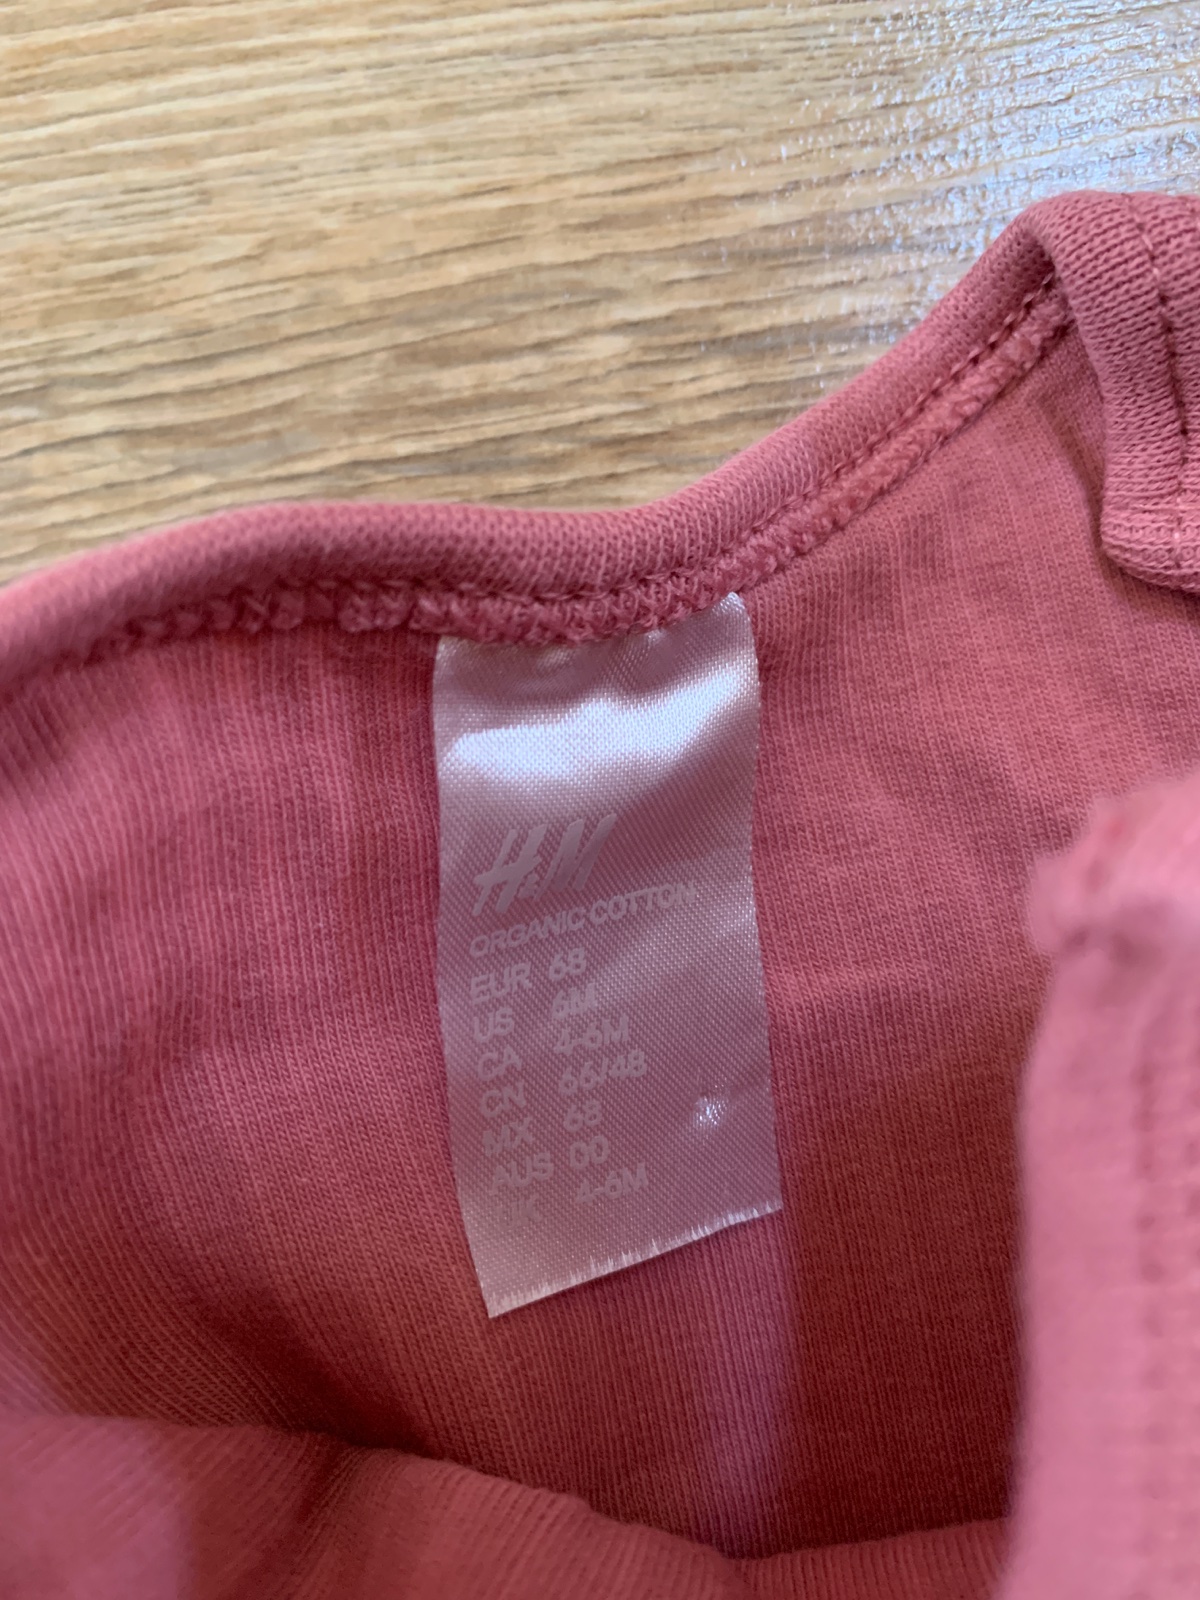 H&M
ORGANIC COTTON
EUR 68
US 6M
CA 4-6M
CN 66/48
MX 68
AUS 00
UK 4-6M